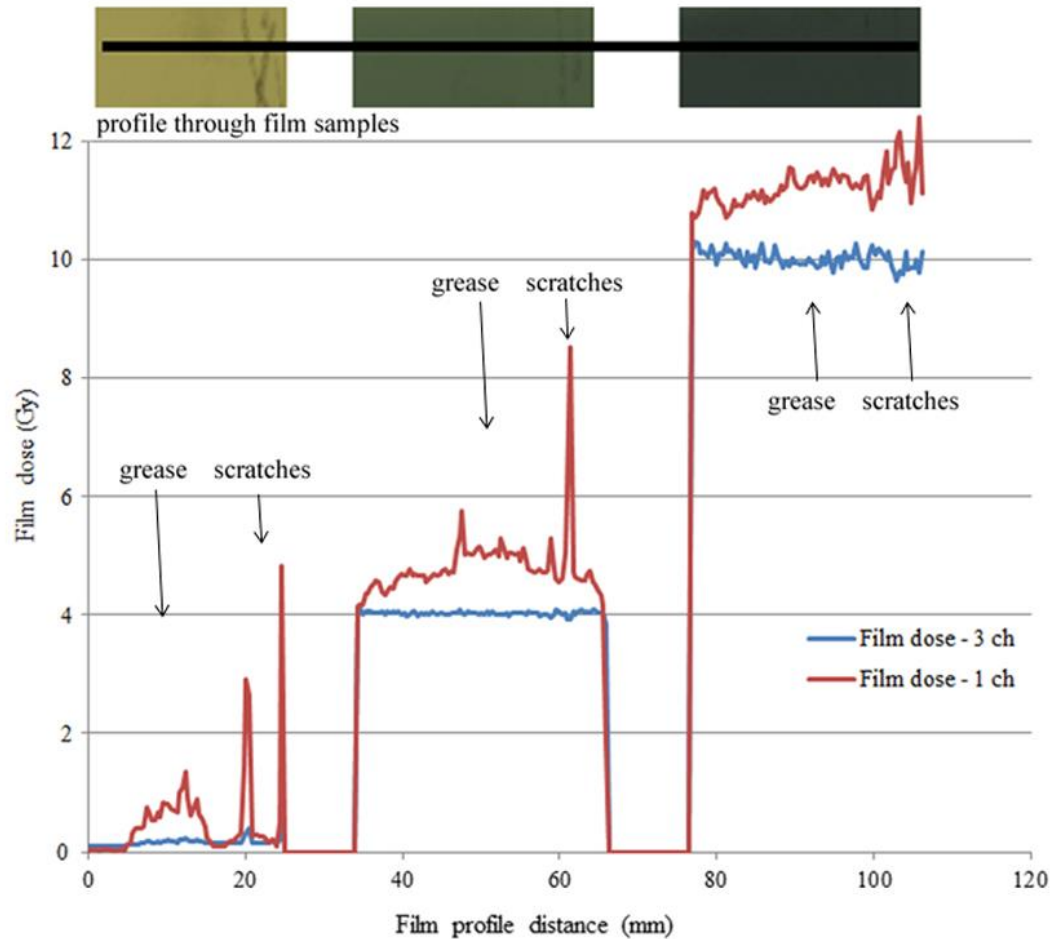 profile through film samples
12
10
8
6
4
2
0
Film dose (Gy)
grease scratches
grease scratches
grease scratches
Film dose - 3 ch
Film dose - 1 ch
0 20 40 60 80 100 120
Film profile distance (mm)